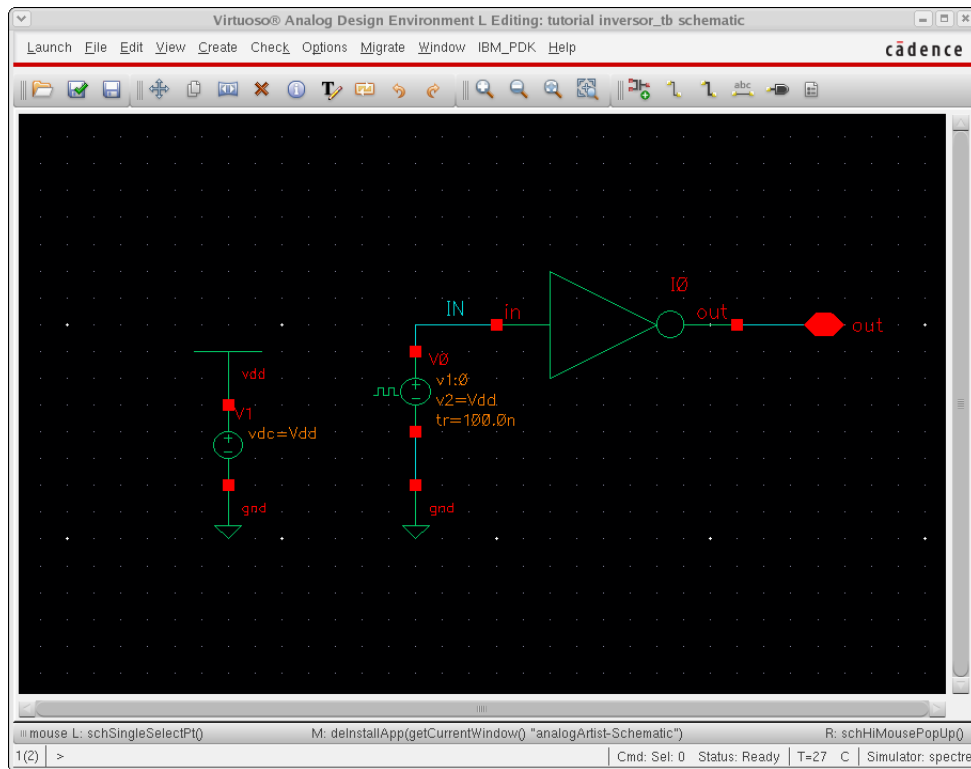 Virtuoso® Analog Design Environment L Editing: tutorial inversor_tb schematic
Launch File Edit View Create Check Options Migrate Window IBM_PDK Help
cādence
abc
IØ
IN
in
out
out
vdd
VØ
v1:Ø
v2=Vdd
tr=1ØØ.Øn
V1
vdc=Vdd
gnd
gnd
mouse L: schSingleSelectPt()
M: deInstallApp(getCurrentWindow() "analogArtist-Schematic")
R: schHiMousePopUp()
1(2) >
Cmd: Sel: 0 Status: Ready T=27 C Simulator: spectre